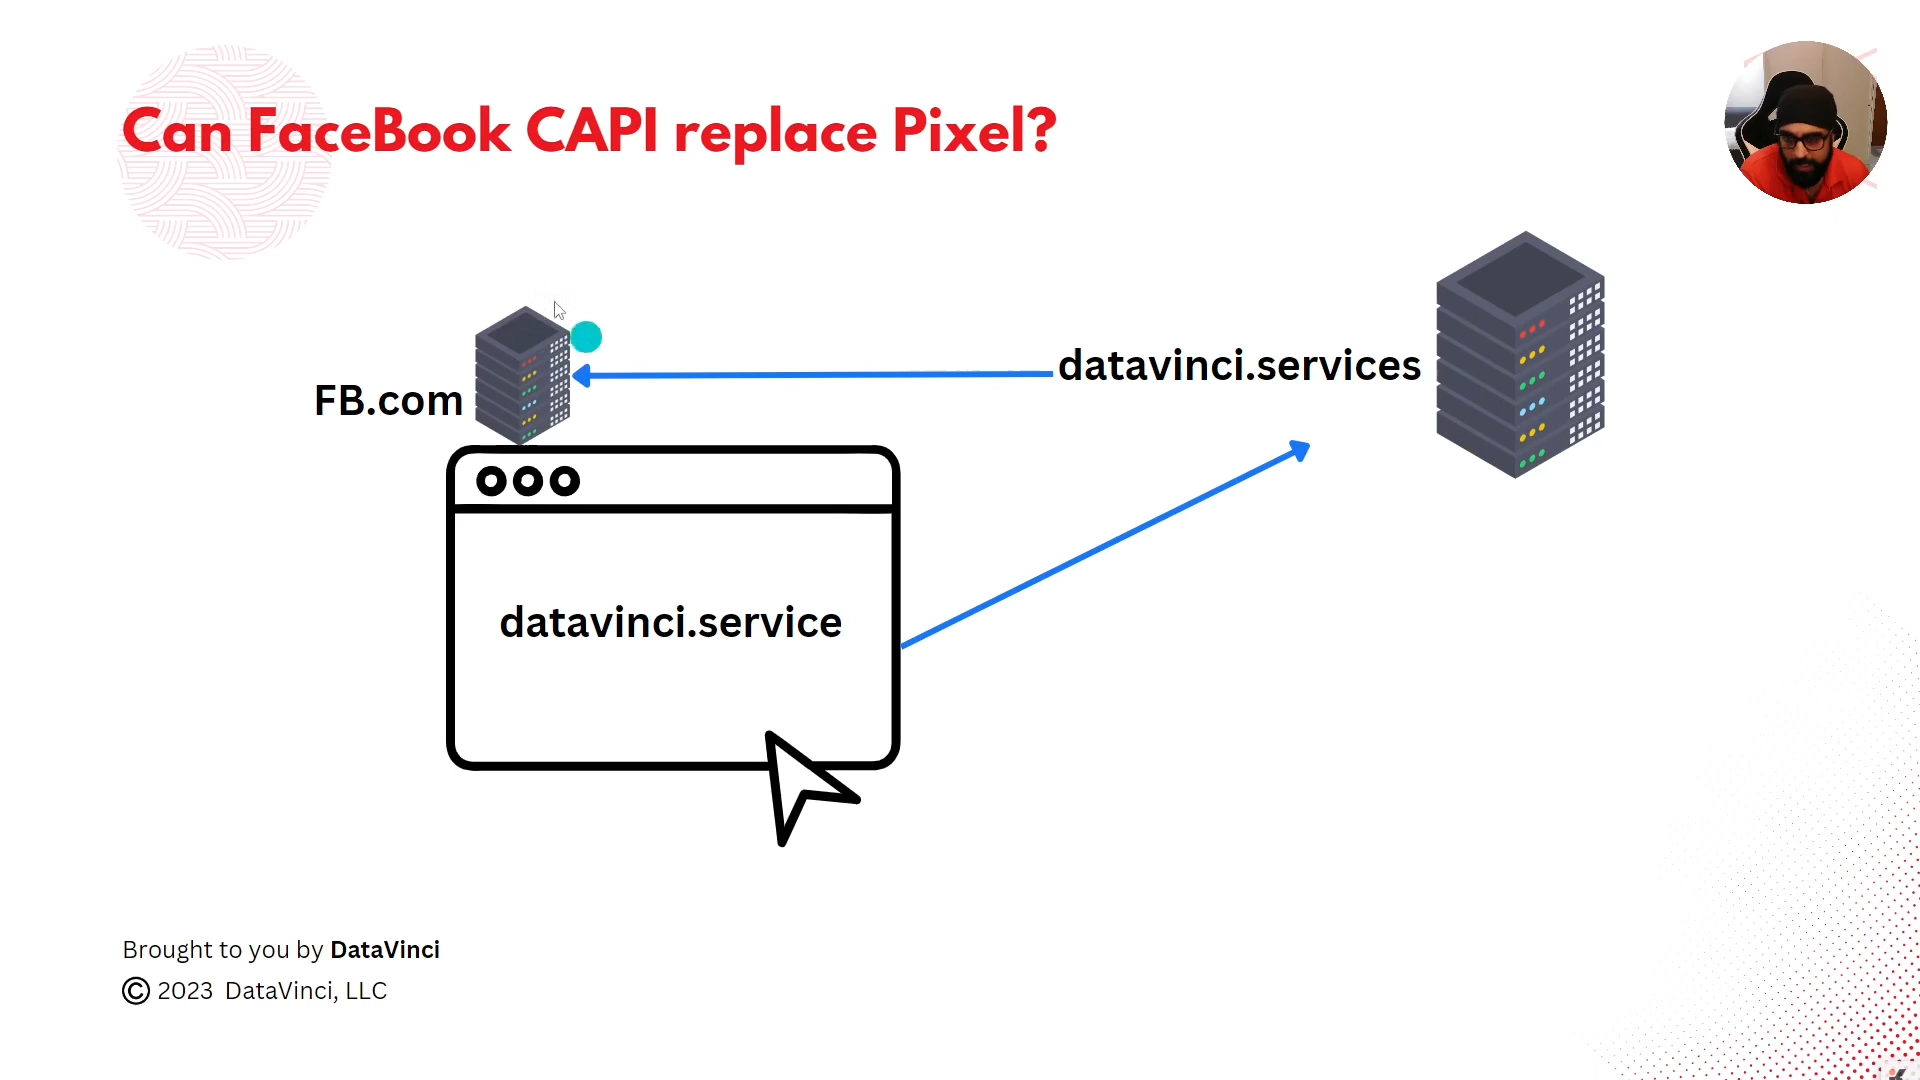 Can FaceBook CAPI replace Pixel?
datavinci.services
FB.com
datavinci.service
Brought to you by DataVinci
© 2023 DataVinci, LLC